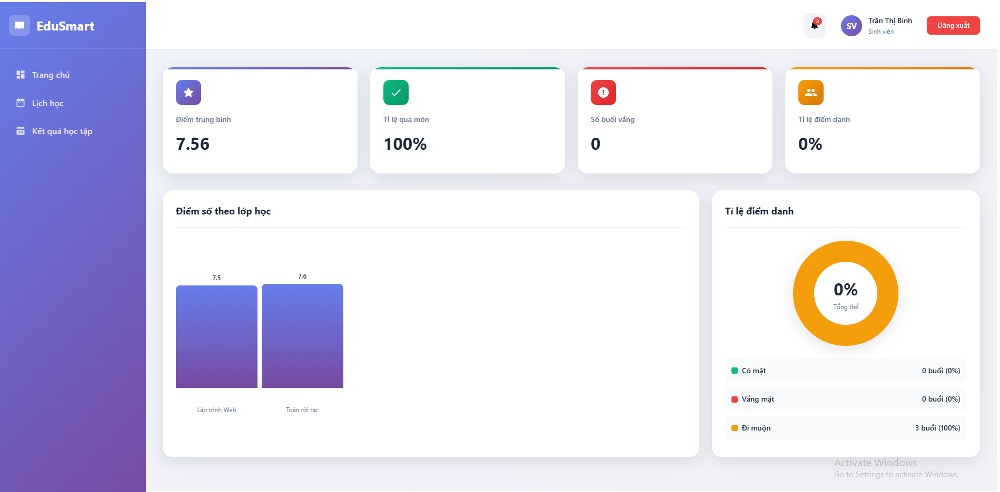 EduSmart
3
SV
Trần Thị Bình
Sinh viên
Đăng xuất
Trang chủ
Lịch học
Kết quả học tập
Điểm trung bình
7.56
Tỉ lệ qua môn
100%
Số buổi vắng
0
Tỉ lệ điểm danh
0%
Điểm số theo lớp học
7.5
7.6
Lập trình Web
Toán rời rạc
Tỉ lệ điểm danh
0%
Tổng thể
Có mặt
0 buổi (0%)
Vắng mặt
0 buổi (0%)
Đi muộn
3 buổi (100%)
Activate Windows
Go to Settings to activate Windows.